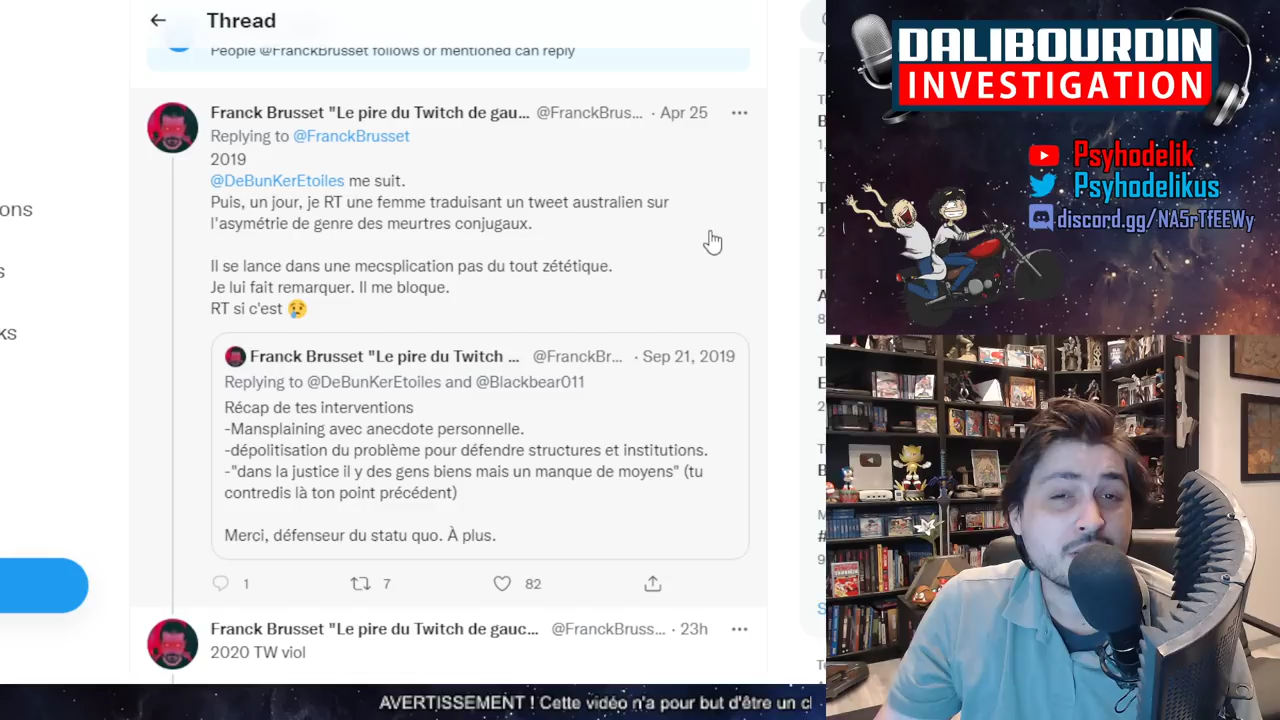 Thread
People @FranckBrusset follows or mentioned can reply
Franck Brusset "Le pire du Twitch de gau... @FranckBrus... · Apr 25
Replying to @FranckBrusset
2019
@DeBunKerEtoiles me suit.
Puis, un jour, je RT une femme traduisant un tweet australien sur
l'asymétrie de genre des meurtres conjugaux.
Il se lance dans une mecsplication pas du tout zététique.
Je lui fait remarquer. Il me bloque.
RT si c'est 😢
Franck Brusset "Le pire du Twitch ... @FranckBr... · Sep 21, 2019
Replying to @DeBunKerEtoiles and @Blackbear011
Récap de tes interventions
-Mansplaining avec anecdote personnelle.
-dépolitisation du problème pour défendre structures et institutions.
-"dans la justice il y des gens biens mais un manque de moyens" (tu
contredis là ton point précédent)
Merci, défenseur du statu quo. À plus.
1 7 82
Franck Brusset "Le pire du Twitch de gauc... @FranckBruss... · 23h
2020 TW viol
ons
s
ks
DALIBOURDIN
INVESTIGATION
Psyhodelik
Psyhodelikus
discord.gg/NA5rTfEEWy
AVERTISSEMENT ! Cette vidéo n'a pour but d'être un cl